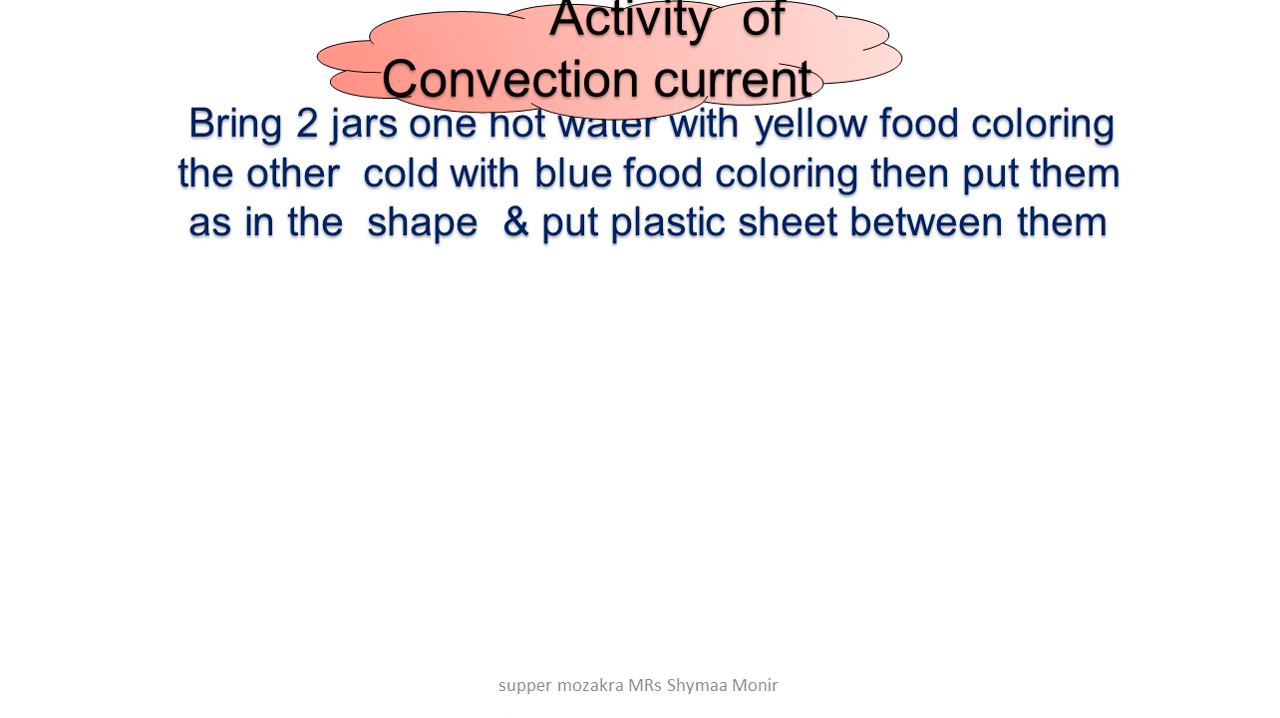 Activity of
Convection current
Bring 2 jars one hot water with yellow food coloring
the other cold with blue food coloring then put them
as in the shape & put plastic sheet between them
supper mozakra MRs Shymaa Monir